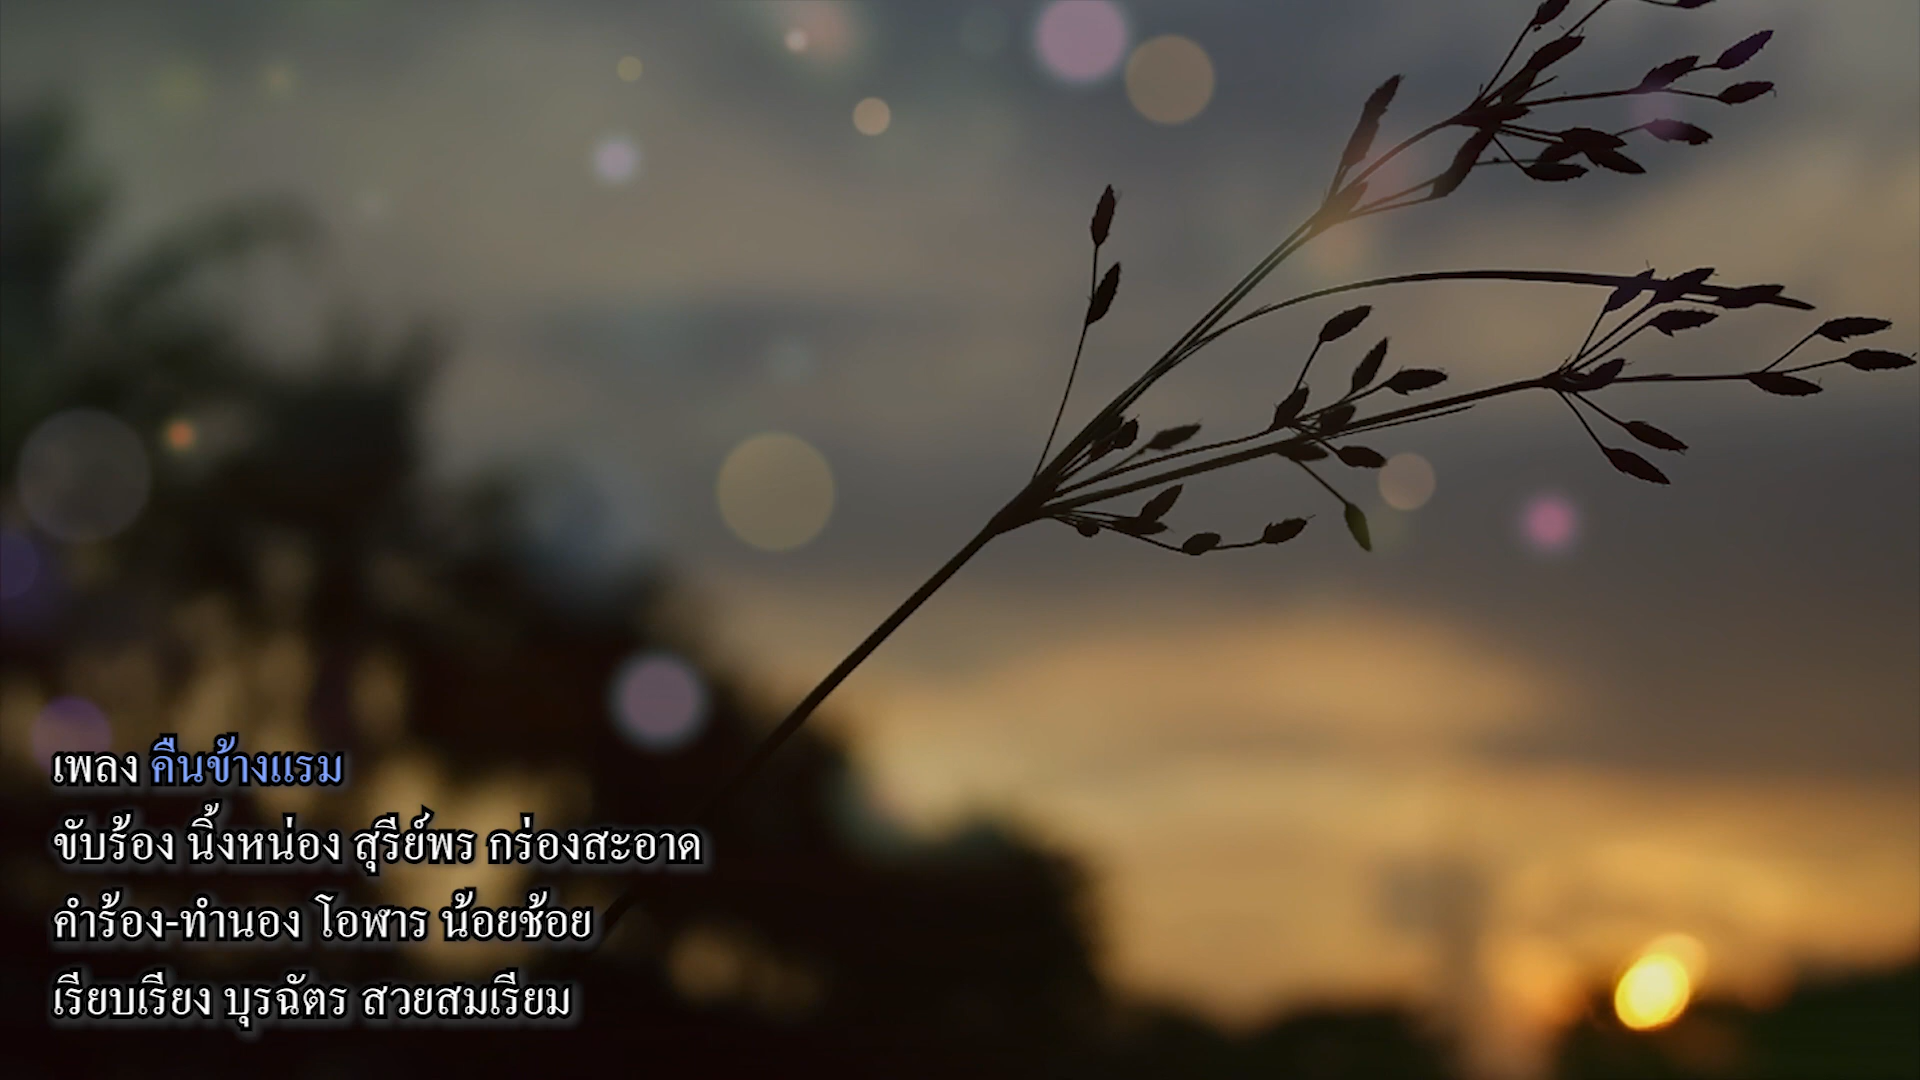 เพลง คืนข้างแรม
ขับร้อง นิ้งหน่อง สุรีย์พร กร่องสะอาด
คำร้อง-ทำนอง โอฬาร น้อยช้อย
เรียบเรียง บุรฉัตร สวยสมเรียม